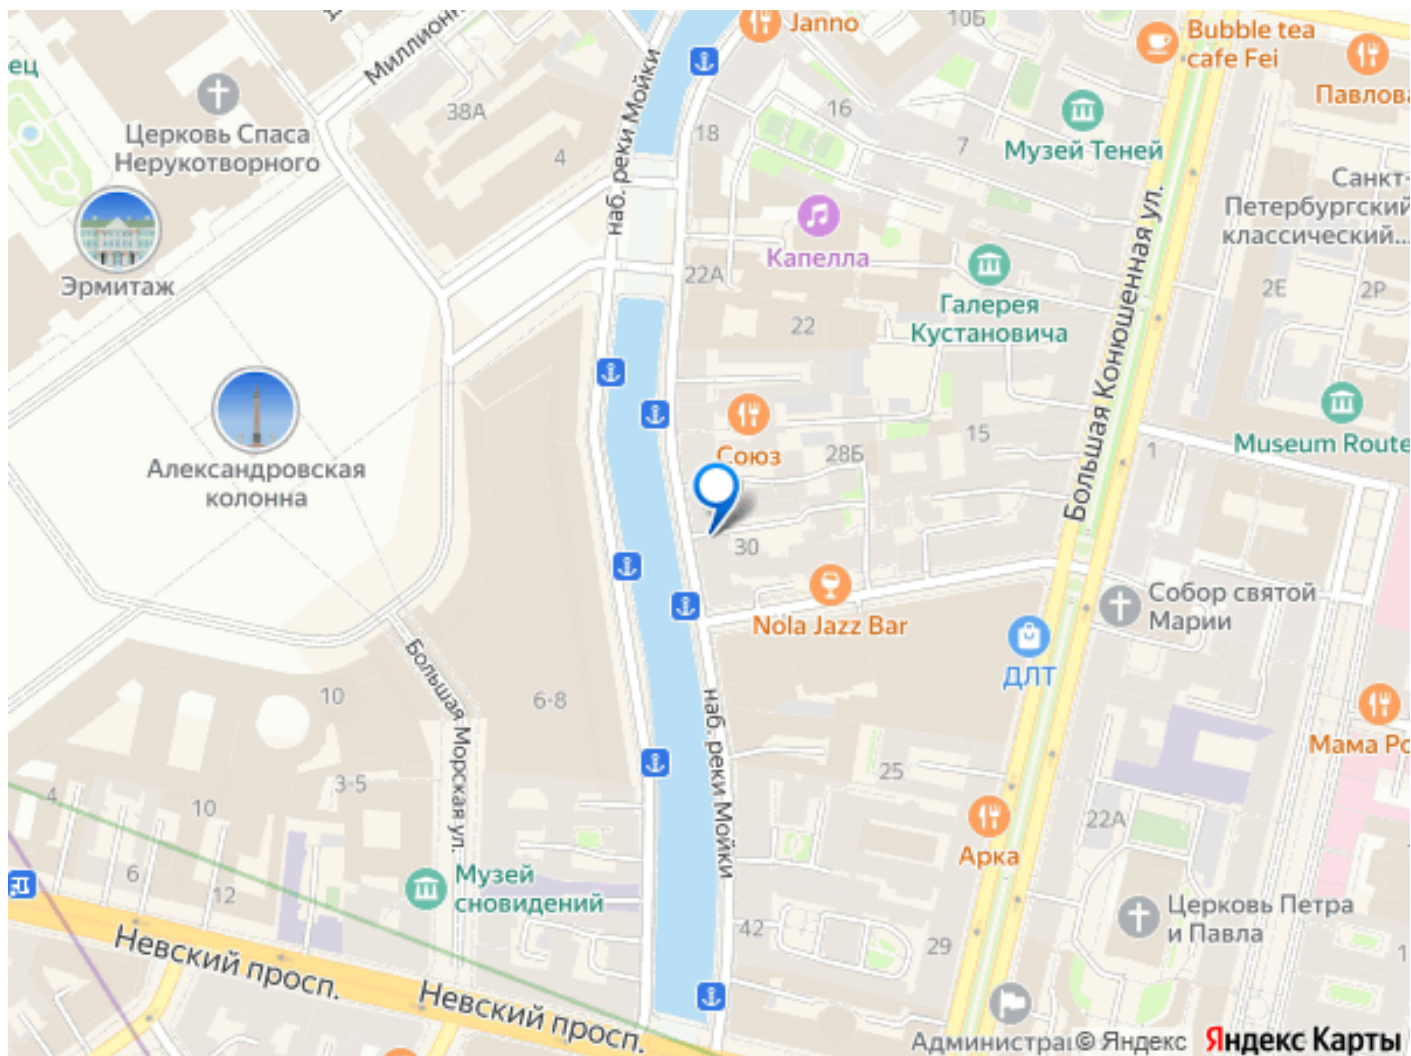 Janno
10Б
Bubble tea
cafe Fei
Павлова
Миллионн
ец
38А
16
18
Церковь Спаса
Нерукотворного
4
7
Музей Теней
наб. реки Мойки
Санкт-
Петербургский
классический...
Эрмитаж
Капелла
22А
Галерея
Кустановича
2Е
2Р
22
Большая Конюшенная ул.
Александровская
колонна
Союз
28Б
15
1
Museum Route
30
Nola Jazz Bar
Собор святой
Марии
ДЛТ
Большая Морская ул.
10
6-8
наб. реки Мойки
Мама Ро
3-5
25
4
10
22А
Арка
6
12
Музей
сновидений
Церковь Петра
и Павла
42
29
1
Невский просп.
Невский просп.
Администра
© Яндекс
Яндекс Карты